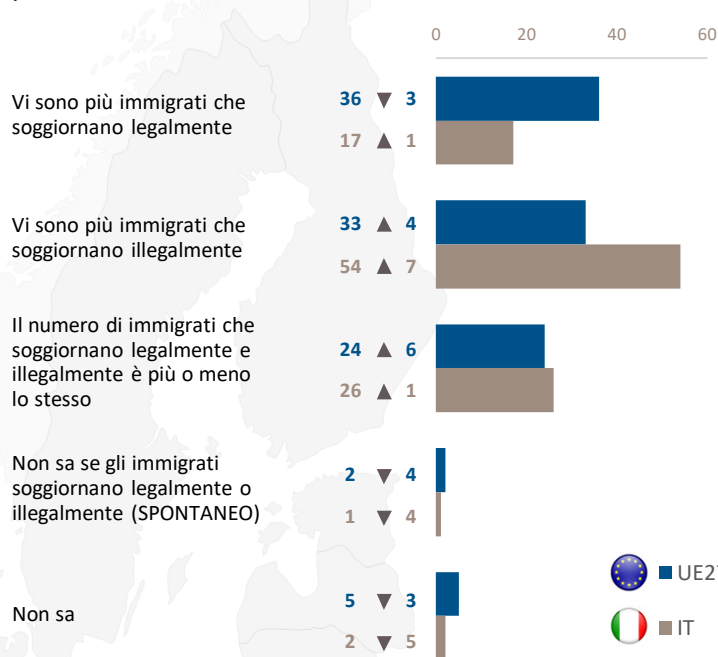 0 20 40 60
Vi sono più immigrati che
soggiornano legalmente
36 ▼ 3
17 ▲ 1
Vi sono più immigrati che
soggiornano illegalmente
33 ▲ 4
54 ▲ 7
Il numero di immigrati che
soggiornano legalmente e
illegalmente è più o meno
lo stesso
24 ▲ 6
26 ▲ 1
Non sa se gli immigrati
soggiornano legalmente o
illegalmente (SPONTANEO)
2 ▼ 4
1 ▼ 4
Non sa
5 ▼ 3
2 ▼ 5
UE27
IT